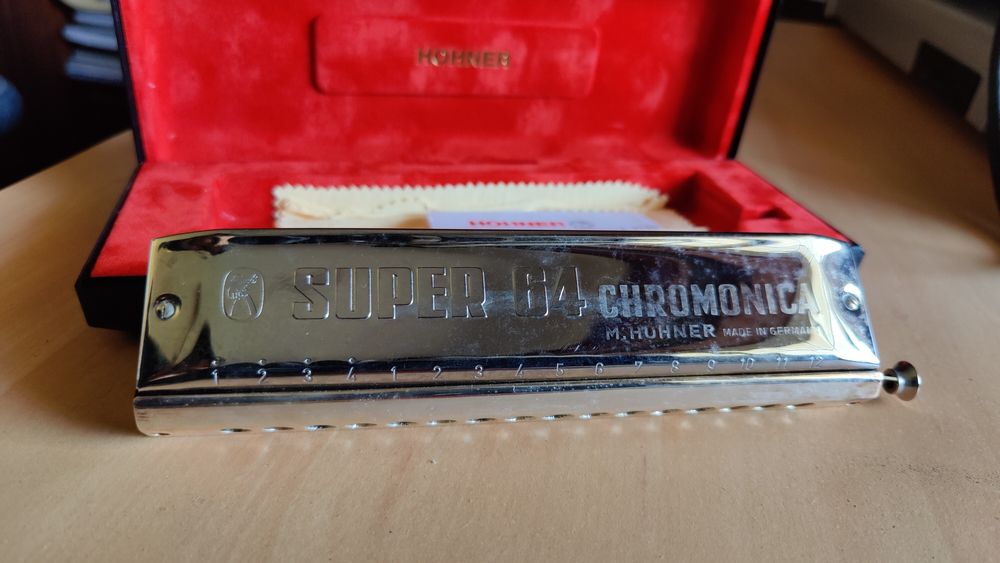 HOHNER
HOHNER
SUPER 64 CHROMONICA
M. HOHNER MADE IN GERMANY
1 2 3 4 1 2 3 4 5 6 7 8 9 10 11 12